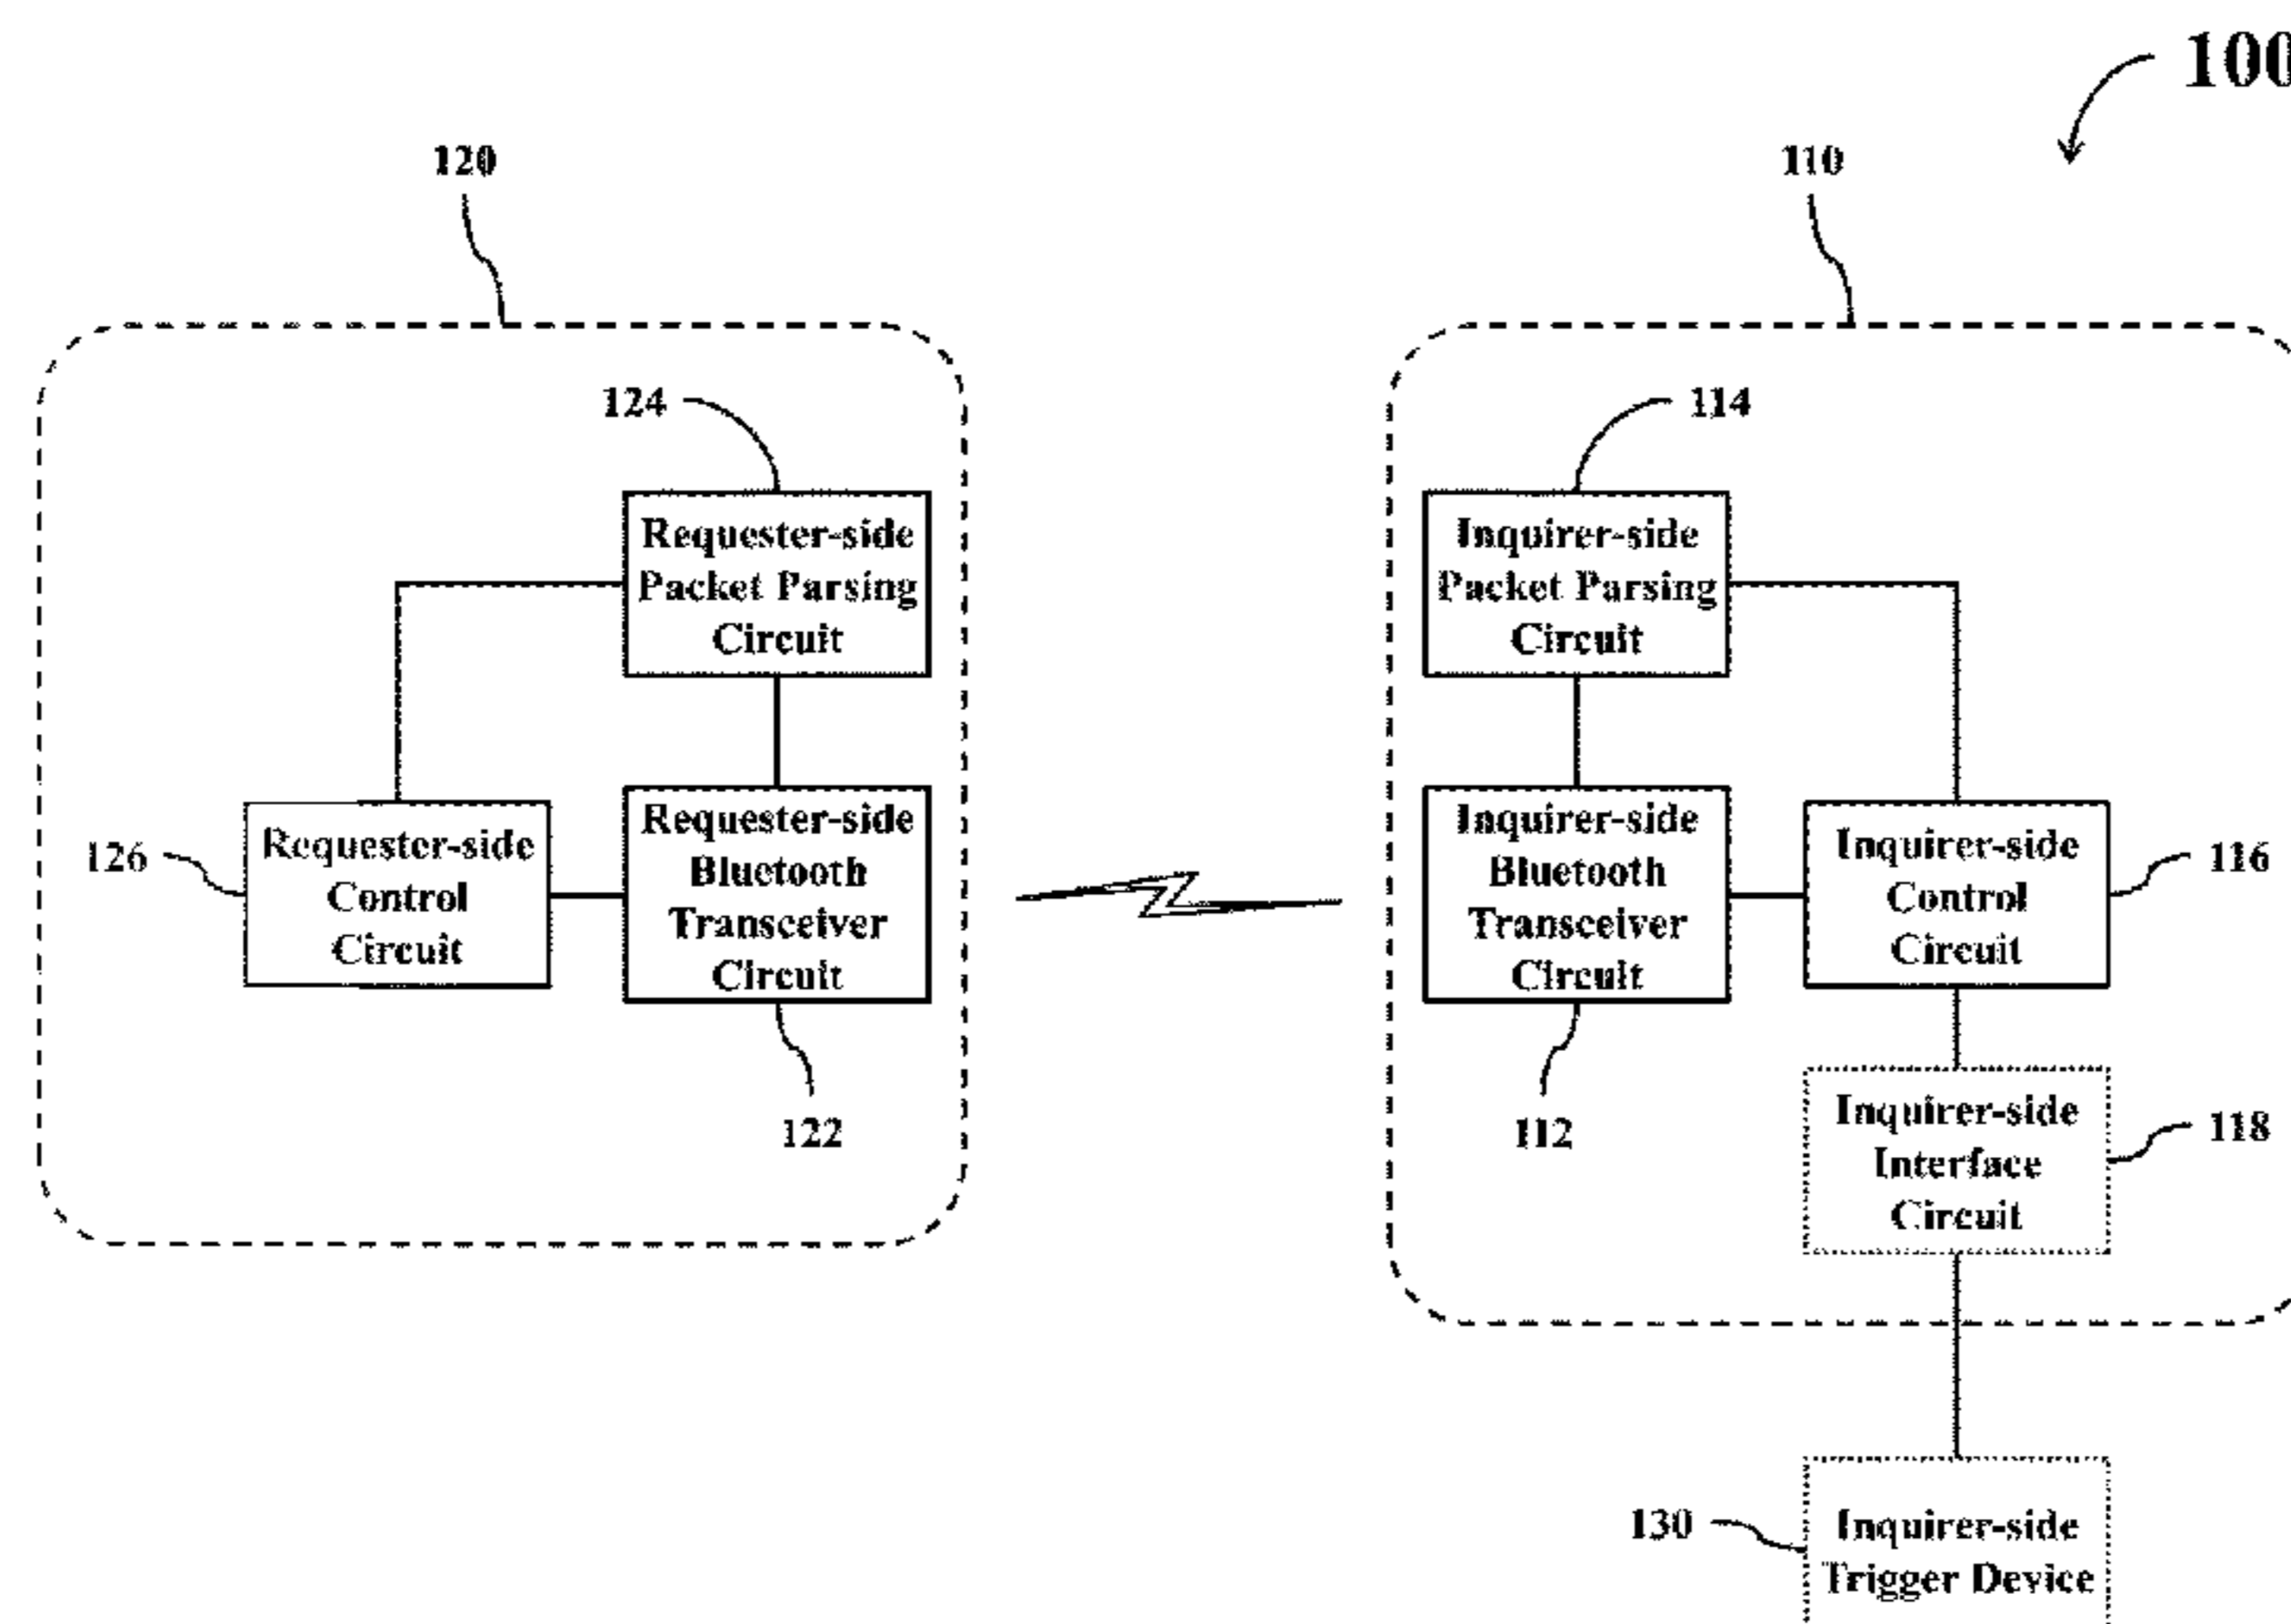 100
120
110
124
114
Requester-side
Packet Parsing
Circuit
Inquirer-side
Packet Parsing
Circuit
126
Requester-side
Control
Circuit
Requester-side
Bluetooth
Transceiver
Circuit
Inquirer-side
Bluetooth
Transceiver
Circuit
Inquirer-side
Control
Circuit
116
122
112
Inquirer-side
Interface
Circuit
118
130
Inquirer-side
Trigger Device